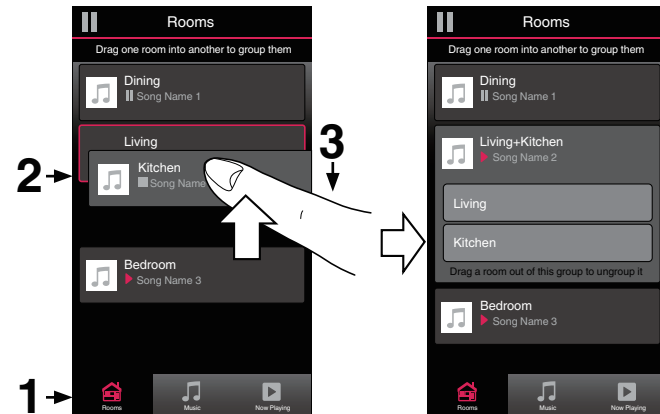 Rooms
Drag one room into another to group them
Dining
Song Name 1
Living
Kitchen
Song Name
Bedroom
Song Name 3
Rooms
Music
Now Playing
1
2
3
Rooms
Drag one room into another to group them
Dining
Song Name 1
Living+Kitchen
Song Name 2
Living
Kitchen
Drag a room out of this group to ungroup it
Bedroom
Song Name 3
Rooms
Music
Now Playing